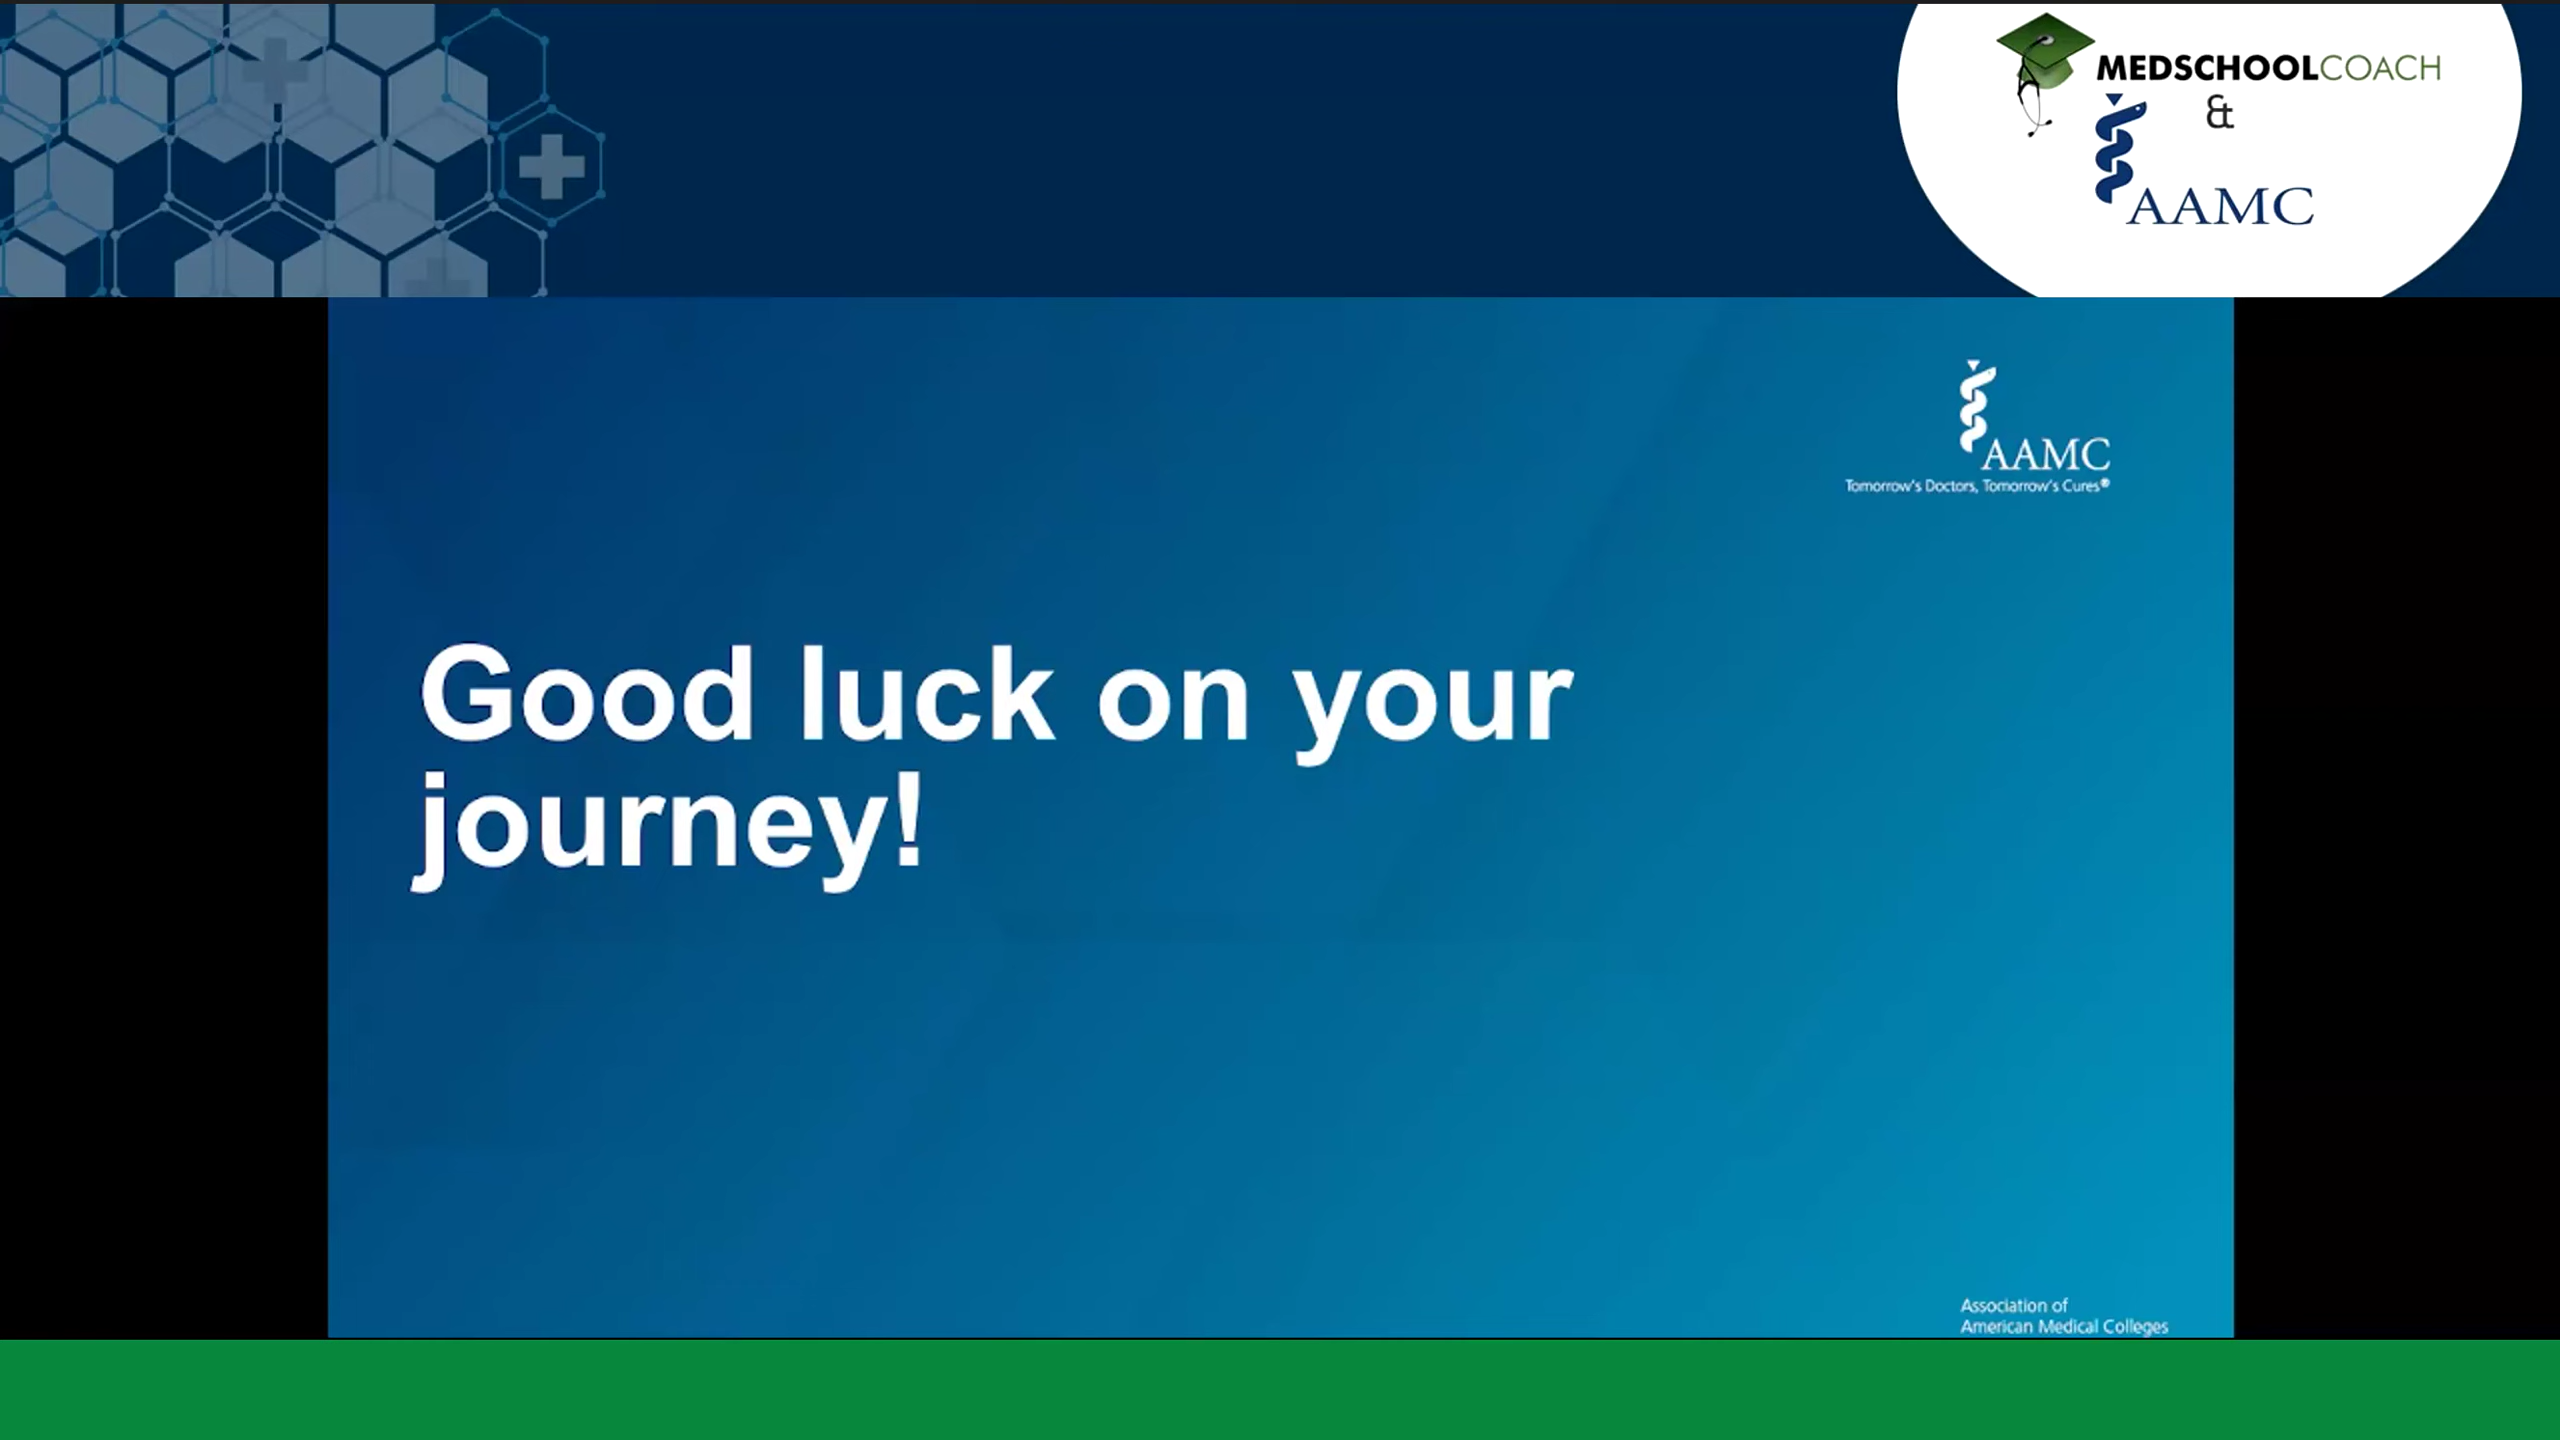 MEDSCHOOLCOACH
&
AAMC
AAMC
Tomorrow's Doctors, Tomorrow's Cures®
Good luck on your
journey!
Association of
American Medical Colleges